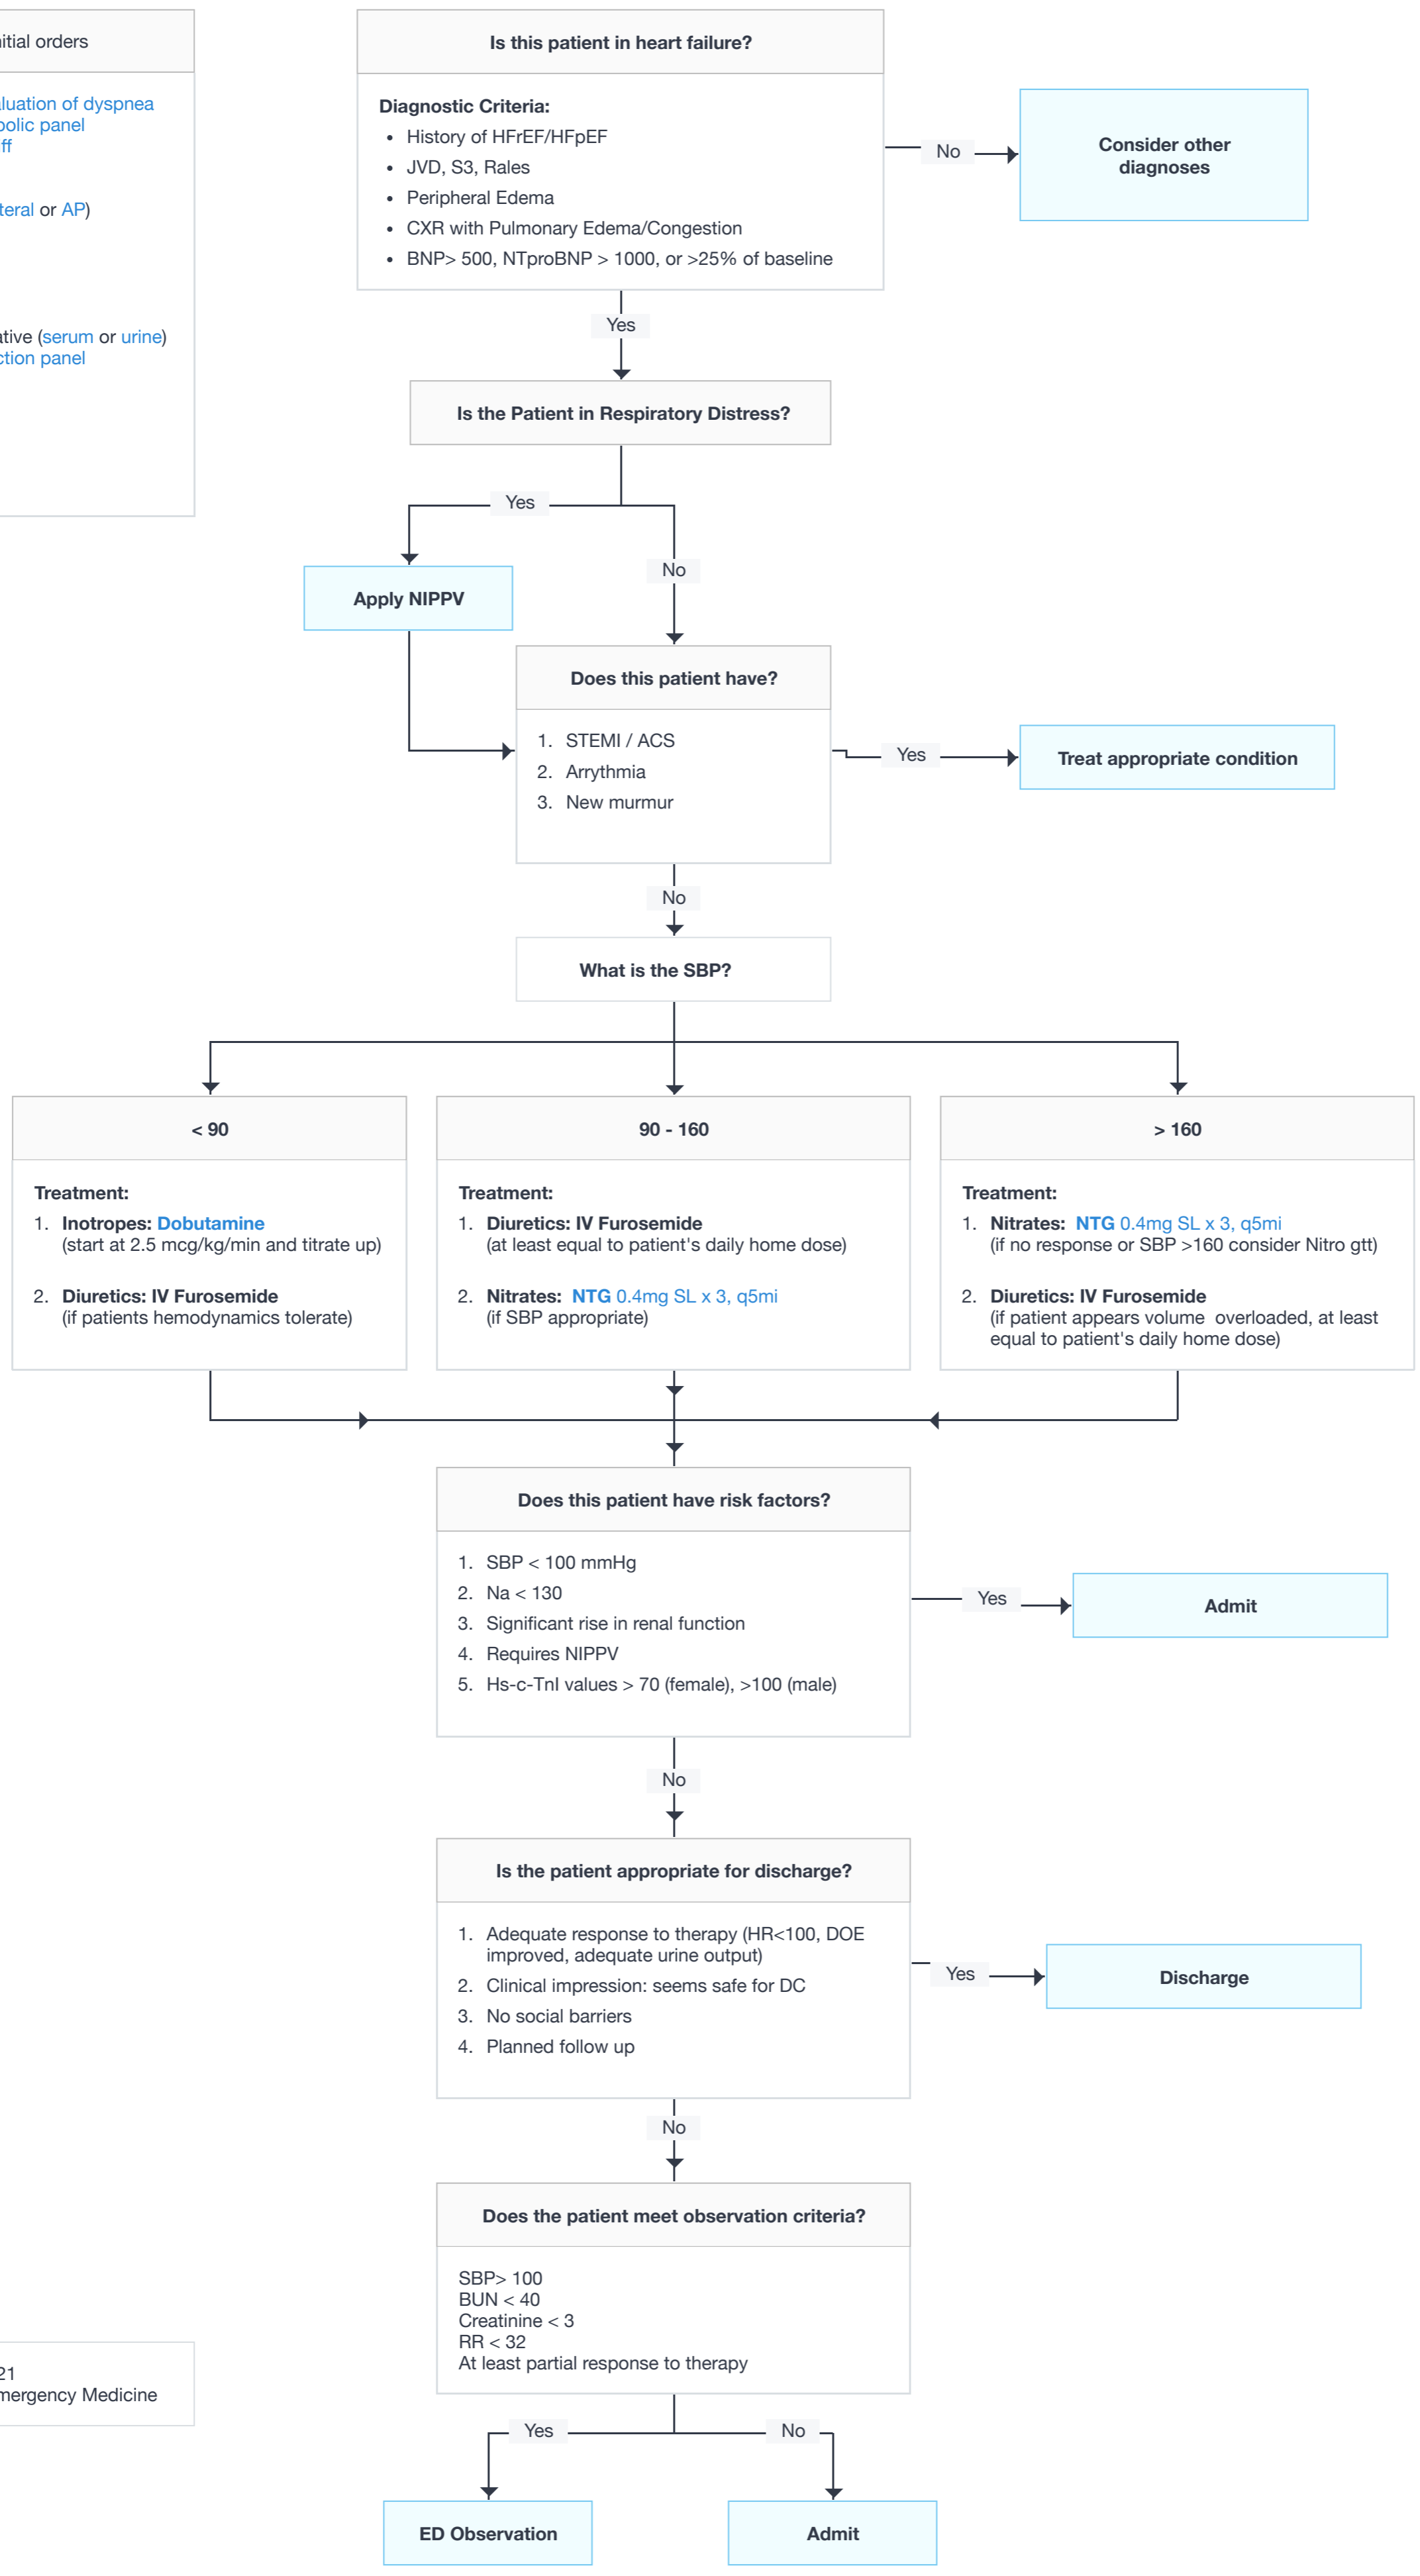 nitial orders
luation of dyspnea
bolic panel
ff
teral or AP)
ative (serum or urine)
ction panel
Is this patient in heart failure?
Diagnostic Criteria:
• History of HFrEF/HFpEF
• JVD, S3, Rales
• Peripheral Edema
• CXR with Pulmonary Edema/Congestion
• BNP> 500, NTproBNP > 1000, or >25% of baseline
No
Consider other
diagnoses
Yes
Is the Patient in Respiratory Distress?
Yes
No
Apply NIPPV
Does this patient have?
1. STEMI / ACS
2. Arrythmia
3. New murmur
Yes
Treat appropriate condition
No
What is the SBP?
< 90
Treatment:
1. Inotropes: Dobutamine
(start at 2.5 mcg/kg/min and titrate up)
2. Diuretics: IV Furosemide
(if patients hemodynamics tolerate)
90 - 160
Treatment:
1. Diuretics: IV Furosemide
(at least equal to patient's daily home dose)
2. Nitrates: NTG 0.4mg SL x 3, q5mi
(if SBP appropriate)
> 160
Treatment:
1. Nitrates: NTG 0.4mg SL x 3, q5mi
(if no response or SBP >160 consider Nitro gtt)
2. Diuretics: IV Furosemide
(if patient appears volume overloaded, at least
equal to patient's daily home dose)
Does this patient have risk factors?
1. SBP < 100 mmHg
2. Na < 130
3. Significant rise in renal function
4. Requires NIPPV
5. Hs-c-TnI values > 70 (female), >100 (male)
Yes
Admit
No
Is the patient appropriate for discharge?
1. Adequate response to therapy (HR<100, DOE
improved, adequate urine output)
2. Clinical impression: seems safe for DC
3. No social barriers
4. Planned follow up
Yes
Discharge
No
Does the patient meet observation criteria?
SBP> 100
BUN < 40
Creatinine < 3
RR < 32
At least partial response to therapy
21
mergency Medicine
Yes
No
ED Observation
Admit